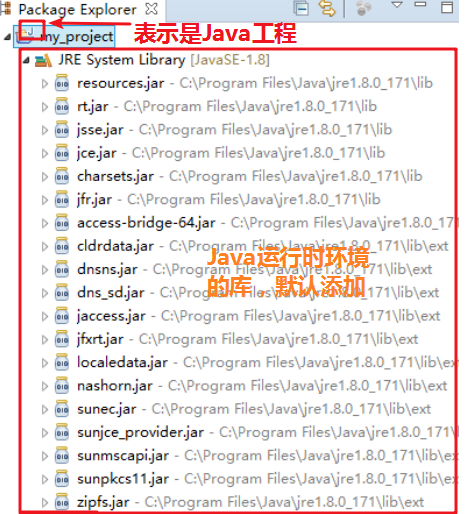 Package Explorer
my_project
表示是Java工程
JRE System Library [JavaSE-1.8]
resources.jar - C:\Program Files\Java\jre1.8.0_171\lib
rt.jar - C:\Program Files\Java\jre1.8.0_171\lib
jsse.jar - C:\Program Files\Java\jre1.8.0_171\lib
jce.jar - C:\Program Files\Java\jre1.8.0_171\lib
charsets.jar - C:\Program Files\Java\jre1.8.0_171\lib
jfr.jar - C:\Program Files\Java\jre1.8.0_171\lib
access-bridge-64.jar - C:\Program Files\Java\jre1.8.0_171\lib
cldrdata.jar - C:\Program Files\Java\jre1.8.0_171\lib\ext
dnsns.jar - C:\Program Files\Java\jre1.8.0_171\lib\ext
dns_sd.jar - C:\Program Files\Java\jre1.8.0_171\lib\ext
jaccess.jar - C:\Program Files\Java\jre1.8.0_171\lib\ext
jfxrt.jar - C:\Program Files\Java\jre1.8.0_171\lib\ext
localedata.jar - C:\Program Files\Java\jre1.8.0_171\lib\ext
nashorn.jar - C:\Program Files\Java\jre1.8.0_171\lib\ext
sunec.jar - C:\Program Files\Java\jre1.8.0_171\lib\ext
sunjce_provider.jar - C:\Program Files\Java\jre1.8.0_
sunmscapi.jar - C:\Program Files\Java\jre1.8.0_171\lib\
sunpkcs11.jar - C:\Program Files\Java\jre1.8.0_171\lib\
zipfs.jar - C:\Program Files\Java\jre1.8.0_171\lib\ext
Java运行时环境
的库，默认添加